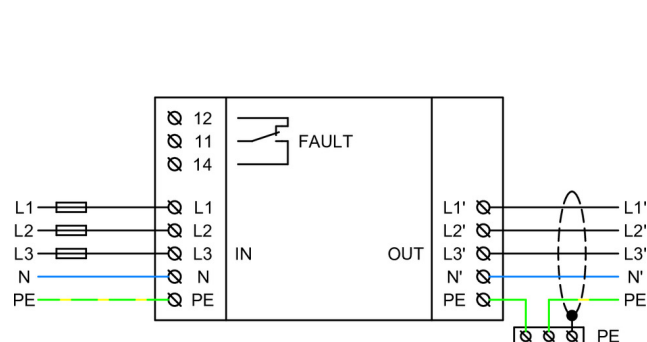 12
11 FAULT
14
L1 L1 L1' L1'
L2 L2 L2' L2'
L3 L3 IN OUT L3' L3'
N N N' N'
PE PE PE PE
PE